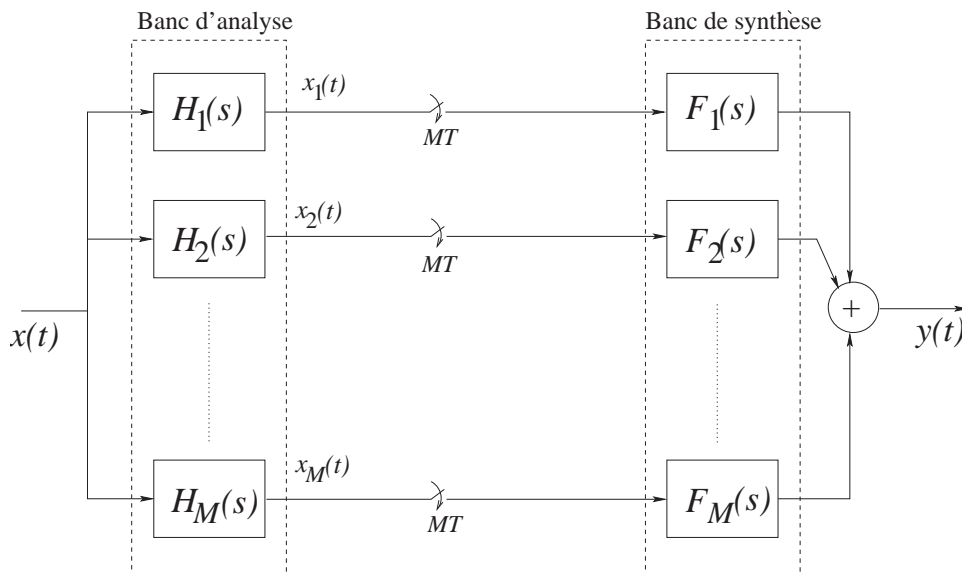 Banc d'analyse
Banc de synthèse
H1(s)
x1(t)
MT
F1(s)
H2(s)
x2(t)
MT
F2(s)
x(t)
+
y(t)
HM(s)
xM(t)
MT
FM(s)